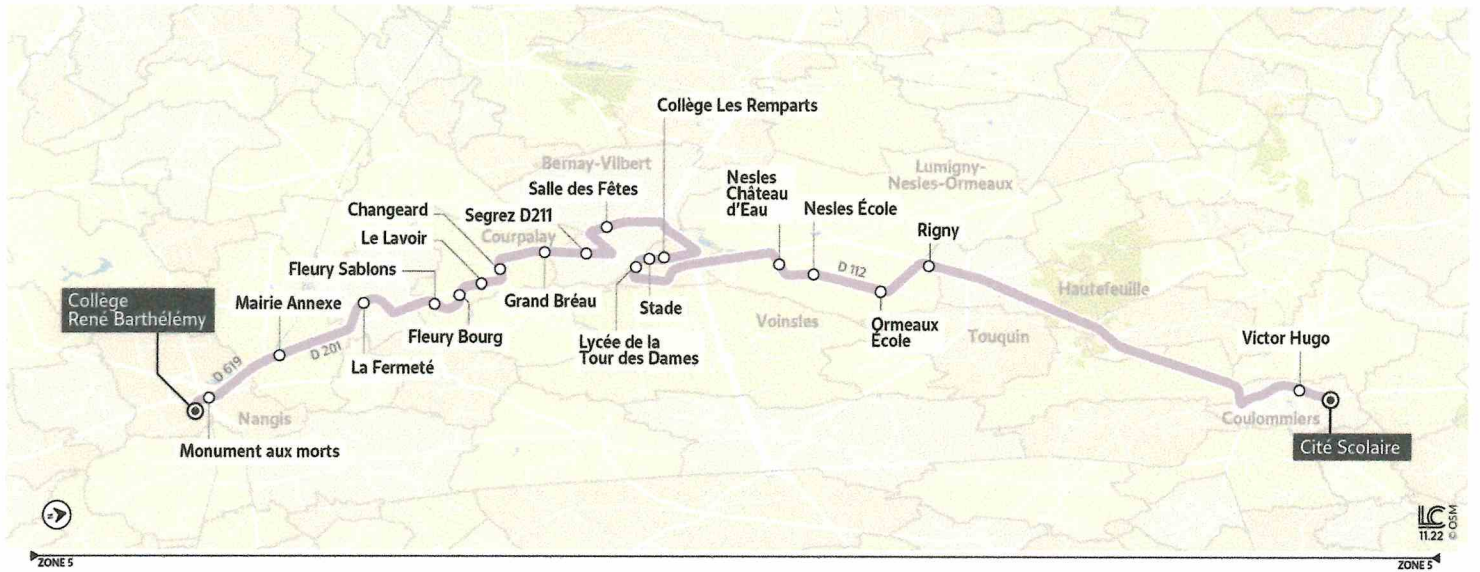 Collège Les Remparts
Bernay-Vilbert
Salle des Fêtes
Lumigny-
Nesles-Ormeaux
Nesles
Château
d'Eau
Nesles École
Rigny
Changeard
Segrez D211
Courpalay
Le Lavoir
Fleury Sablons
D 112
Collège
René Barthélémy
Mairie Annexe
Grand Bréau
Stade
Hautefeuille
Voinsles
Ormeaux
École
Touquin
Fleury Bourg
Lycée de la
Tour des Dames
Victor Hugo
D 201
La Fermeté
D 619
Nangis
Coulommiers
Monument aux morts
Cité Scolaire
N
LC
11.22
© OSM
ZONE 5
ZONE 5